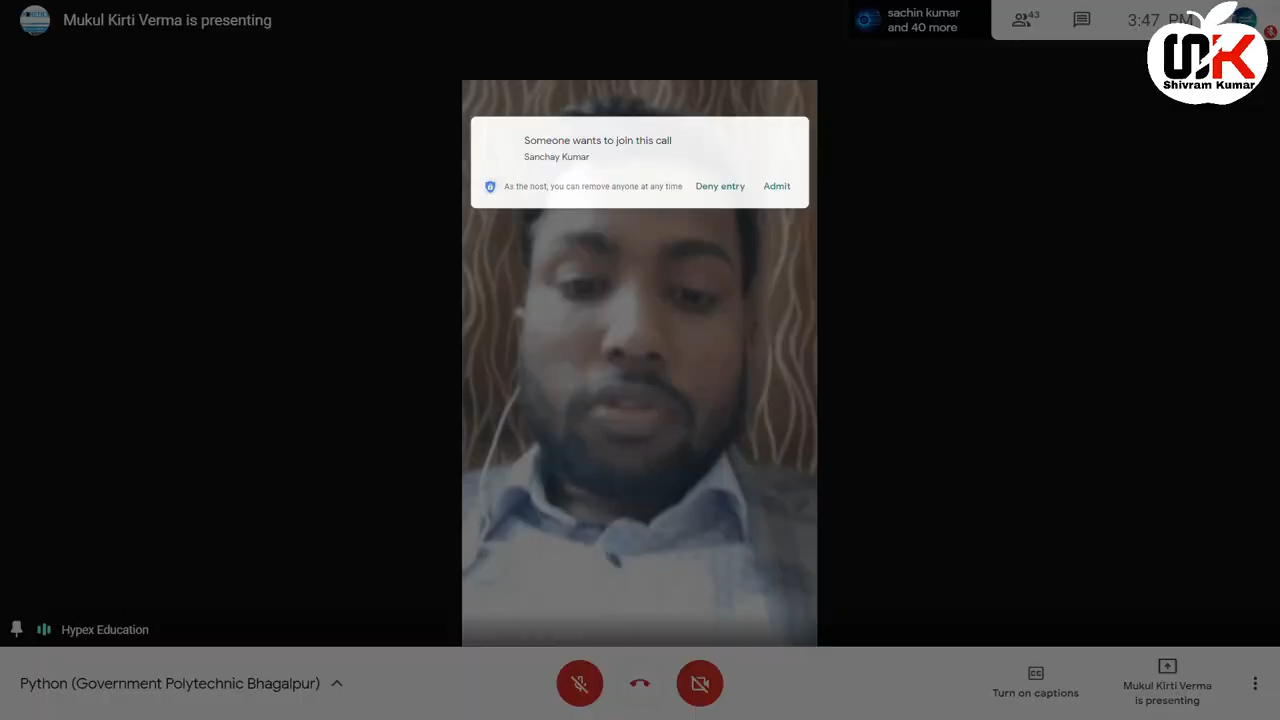 Mukul Kirti Verma is presenting
sachin kumar
and 40 more
43
3:47 PM
Shivram Kumar
Someone wants to join this call
Sanchay Kumar
As the host, you can remove anyone at any time
Deny entry
Admit
Hypex Education
Python (Government Polytechnic Bhagalpur)
CC
Turn on captions
Mukul Kirti Verma
is presenting